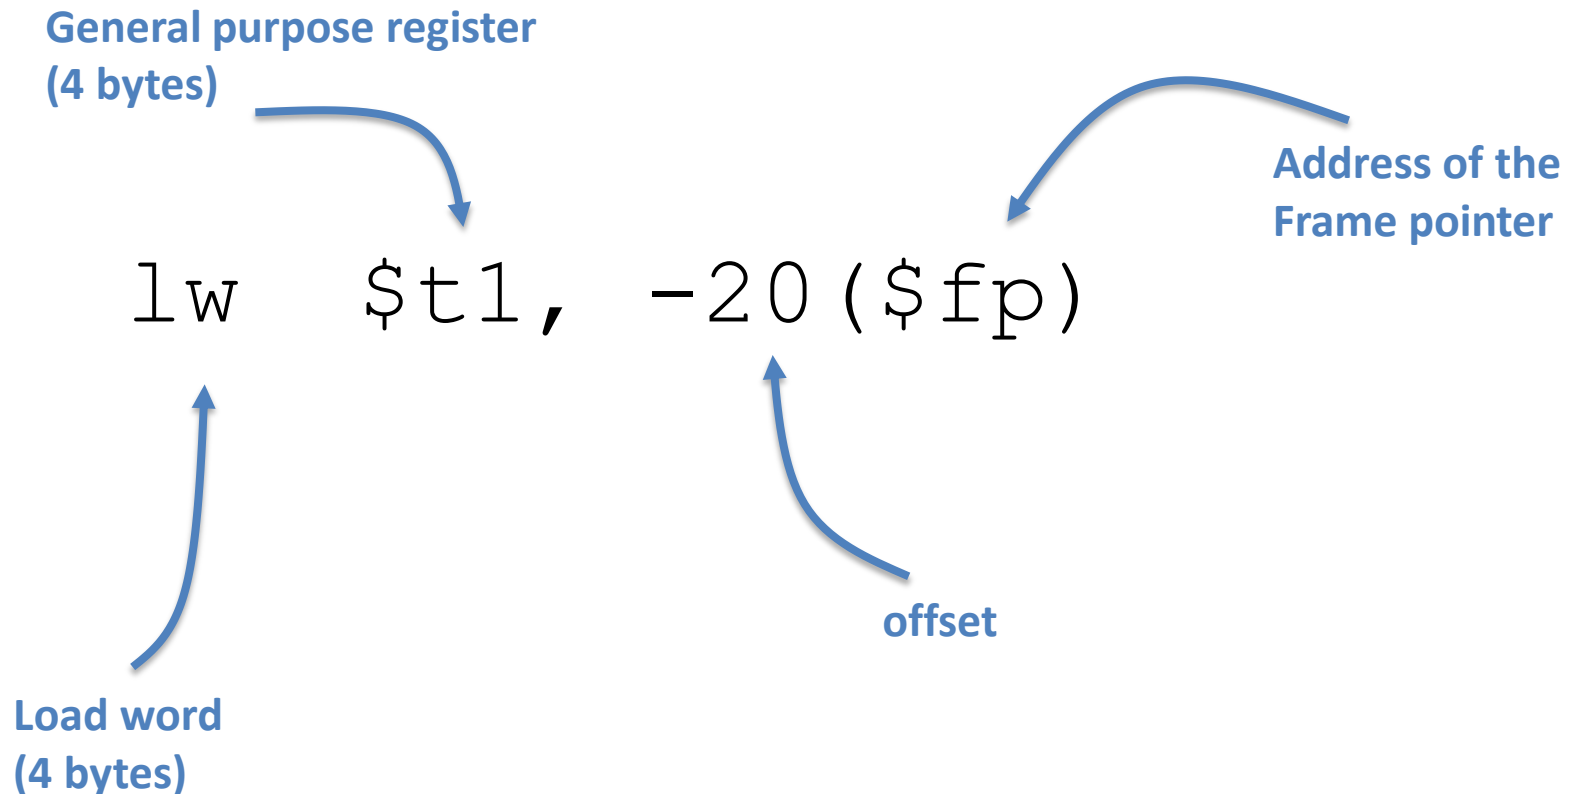 General purpose register
(4 bytes)
Address of the
Frame pointer
lw $t1, -20($fp)
offset
Load word
(4 bytes)